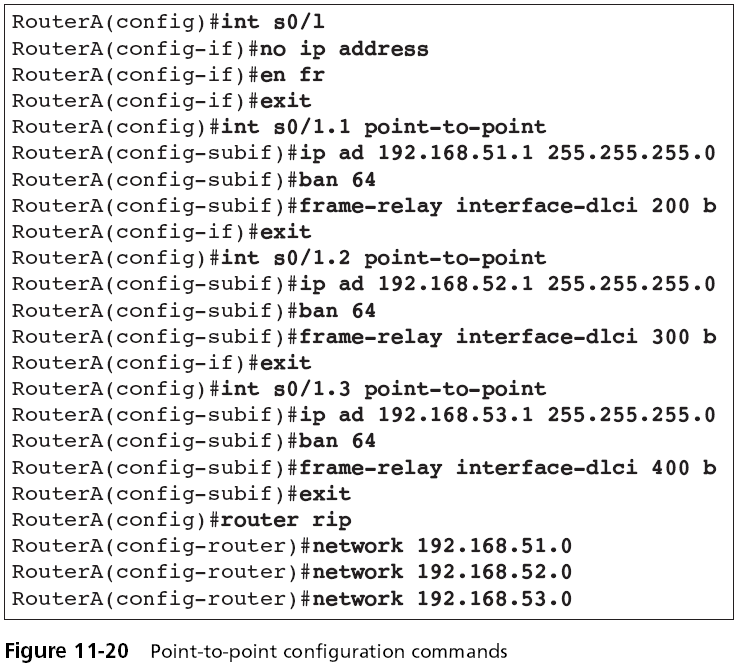 RouterA(config)#int s0/1
RouterA(config-if)#no ip address
RouterA(config-if)#en fr
RouterA(config-if)#exit
RouterA(config)#int s0/1.1 point-to-point
RouterA(config-subif)#ip ad 192.168.51.1 255.255.255.0
RouterA(config-subif)#ban 64
RouterA(config-subif)#frame-relay interface-dlci 200 b
RouterA(config-if)#exit
RouterA(config)#int s0/1.2 point-to-point
RouterA(config-subif)#ip ad 192.168.52.1 255.255.255.0
RouterA(config-subif)#ban 64
RouterA(config-subif)#frame-relay interface-dlci 300 b
RouterA(config-if)#exit
RouterA(config)#int s0/1.3 point-to-point
RouterA(config-subif)#ip ad 192.168.53.1 255.255.255.0
RouterA(config-subif)#ban 64
RouterA(config-subif)#frame-relay interface-dlci 400 b
RouterA(config-subif)#exit
RouterA(config)#router rip
RouterA(config-router)#network 192.168.51.0
RouterA(config-router)#network 192.168.52.0
RouterA(config-router)#network 192.168.53.0
Figure 11-20 Point-to-point configuration commands